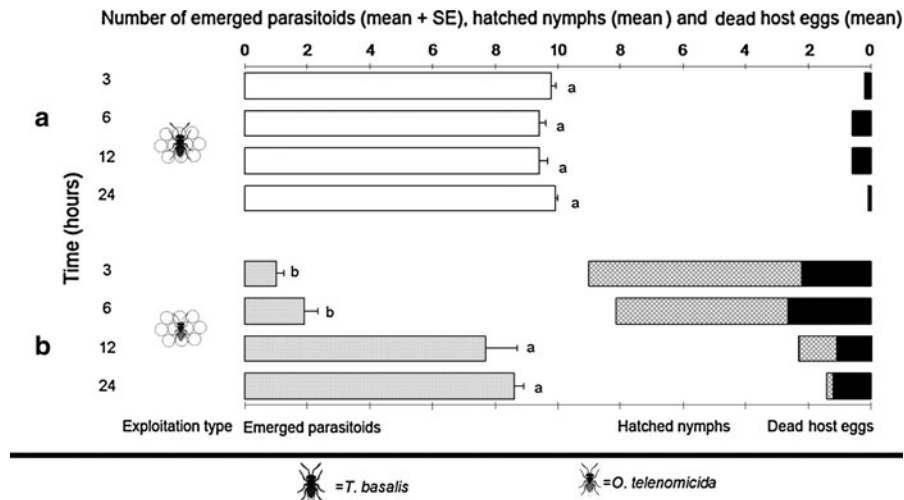 Number of emerged parasitoids (mean + SE), hatched nymphs (mean) and dead host eggs (mean)
0 2 4 6 8 10 8 6 4 2 0
Time (hours)
a
3
a
6
a
12
a
24
a
b
3
b
6
b
12
a
24
a
Exploitation type Emerged parasitoids Hatched nymphs Dead host eggs
=T. basalis =O. telenomicida